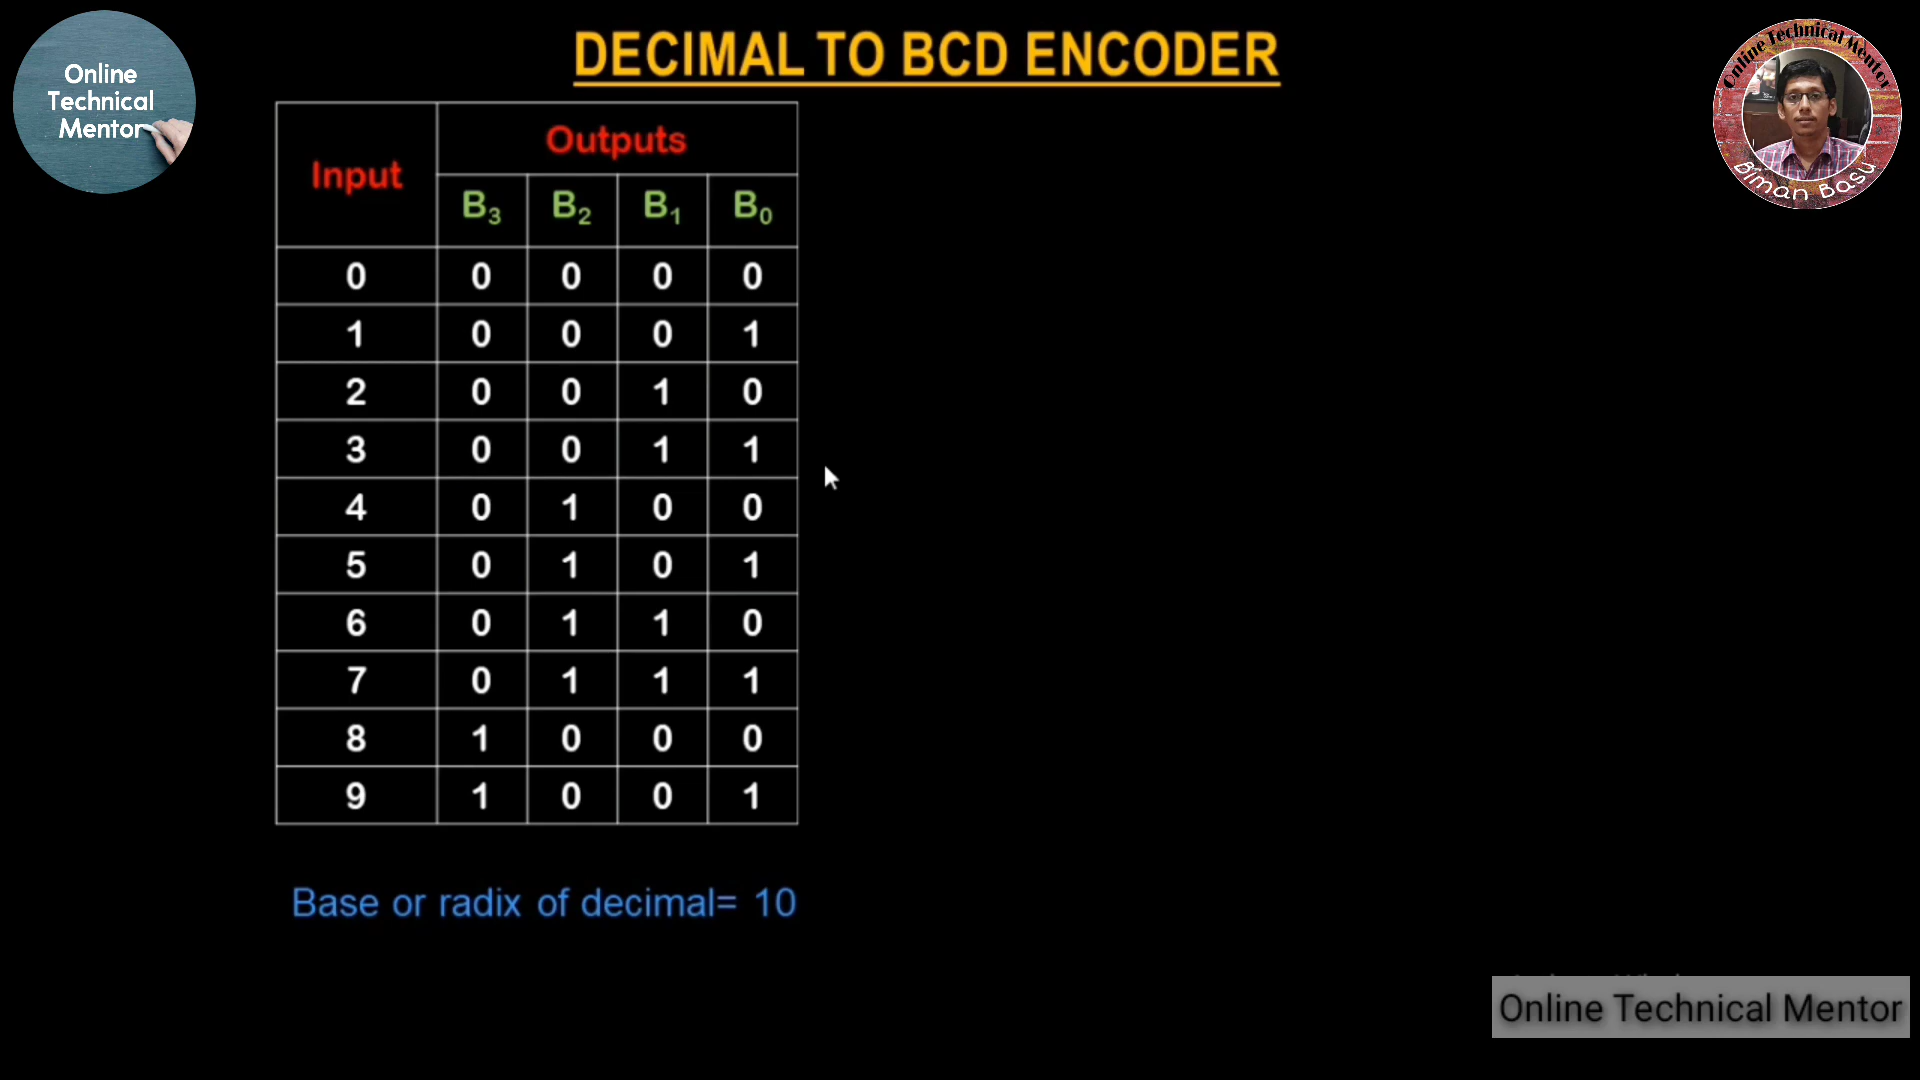 Online
Technical
Mentor
DECIMAL TO BCD ENCODER
Online Technical Mentor
Biman Basu
Input Outputs
B3 B2 B1 B0
0 0 0 0 0
1 0 0 0 1
2 0 0 1 0
3 0 0 1 1
4 0 1 0 0
5 0 1 0 1
6 0 1 1 0
7 0 1 1 1
8 1 0 0 0
9 1 0 0 1
Base or radix of decimal= 10
Online Technical Mentor